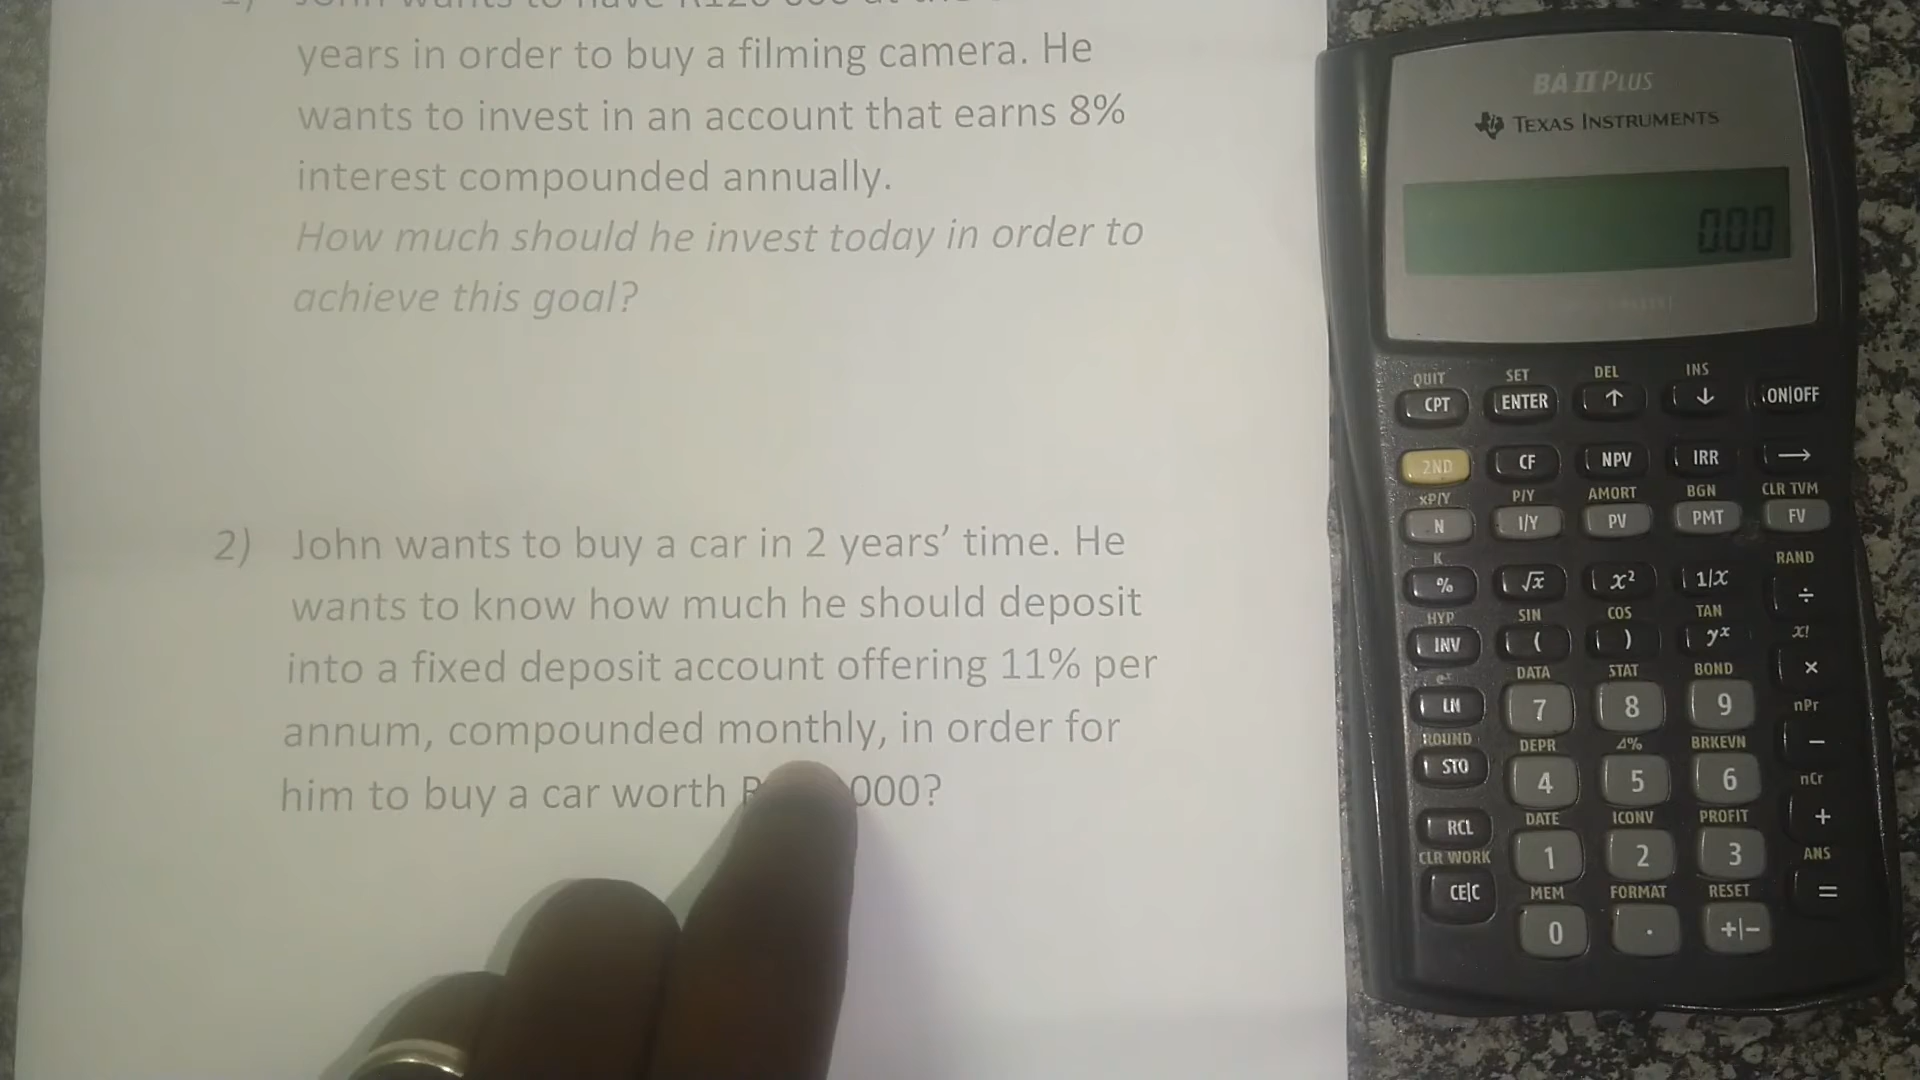 years in order to buy a filming camera. He
wants to invest in an account that earns 8%
interest compounded annually.
How much should he invest today in order to
achieve this goal?
2) John wants to buy a car in 2 years' time. He
wants to know how much he should deposit
into a fixed deposit account offering 11% per
annum, compounded monthly, in order for
him to buy a car worth 000?
BA II PLUS
TEXAS INSTRUMENTS
0.00
QUIT SET DEL INS
CPT ENTER ↑ ↓ ON|OFF
2ND CF NPV IRR →
xP/Y P/Y AMORT BGN CLR TVM
N I/Y PV PMT FV
K RAND
% √x x² 1/x ÷
HYP SIN COS TAN x!
INV ( ) yˣ ×
eˣ DATA STAT BOND nPr
LN 7 8 9 −
ROUND DEPR Δ% BRKEVN nCr
STO 4 5 6 +
DATE ICONV PROFIT ANS
RCL 1 2 3 =
CLR WORK MEM FORMAT RESET
CE|C 0 . +|−